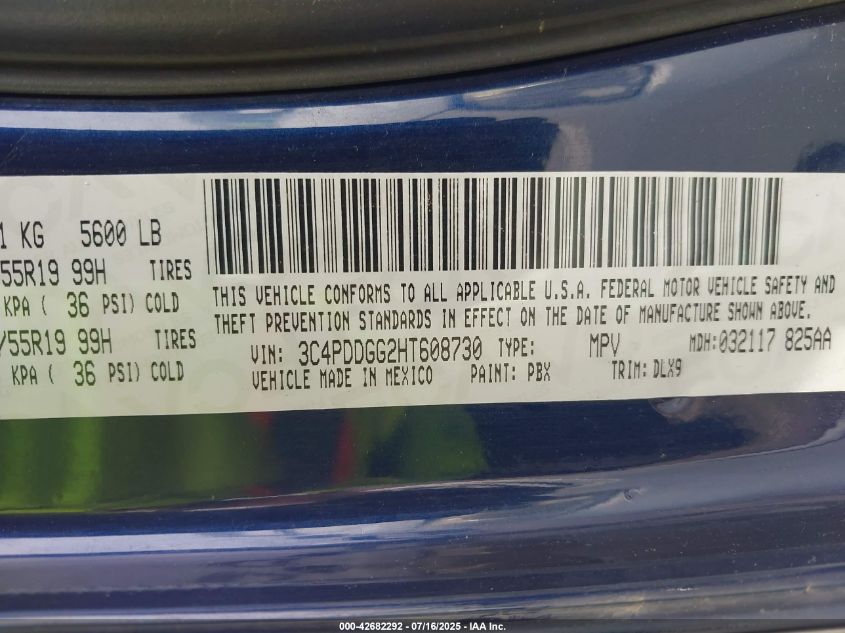 1 KG 5600 LB
55R19 99H TIRES
KPA ( 36 PSI) COLD
/55R19 99H TIRES
KPA ( 36 PSI) COLD
THIS VEHICLE CONFORMS TO ALL APPLICABLE U.S.A. FEDERAL MOTOR VEHICLE SAFETY AND
THEFT PREVENTION STANDARDS IN EFFECT ON THE DATE OF MANUFACTURE SHOWN ABOVE.
VIN: 3C4PDDGG2HT608730 TYPE: MPV MDH:032117 825AA
VEHICLE MADE IN MEXICO PAINT: PBX TRIM: DLX9
000-42682292 - 07/16/2025 - IAA Inc.